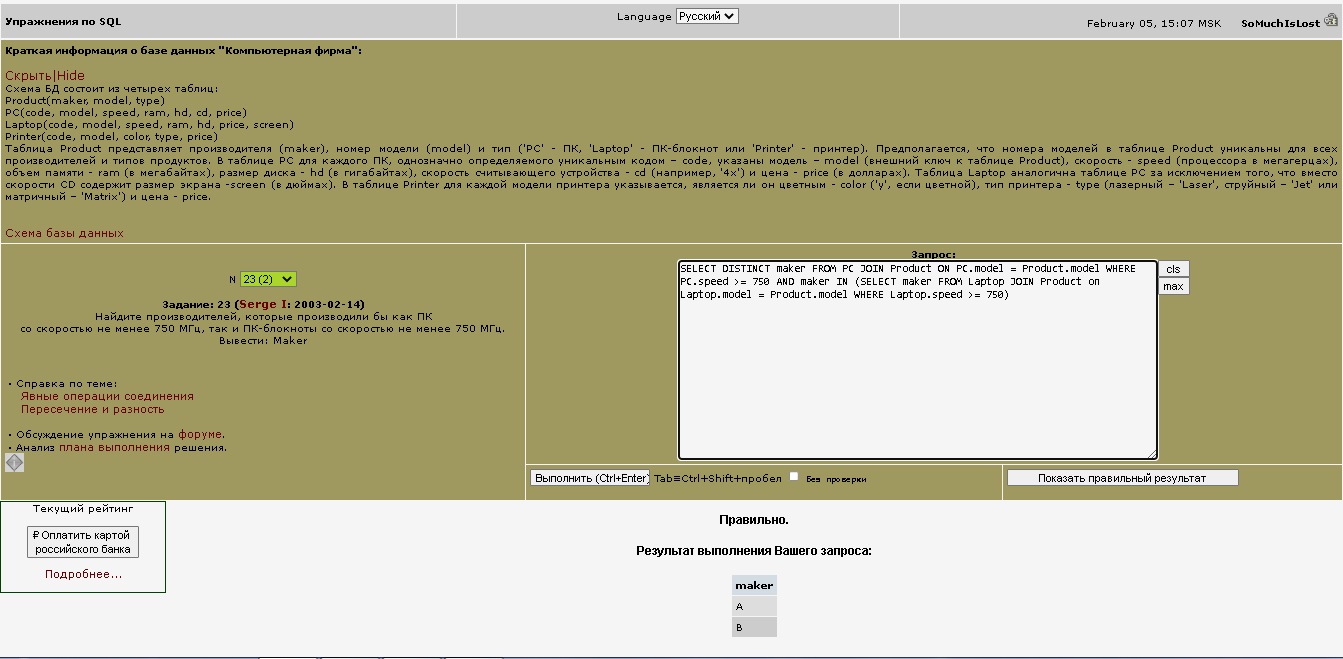 Упражнения по SQL
Language Русский
February 05, 15:07 MSK SoMuchIsLost
Краткая информация о базе данных "Компьютерная фирма":
Скрыть|Hide
Схема БД состоит из четырех таблиц:
Product(maker, model, type)
PC(code, model, speed, ram, hd, cd, price)
Laptop(code, model, speed, ram, hd, price, screen)
Printer(code, model, color, type, price)
Таблица Product представляет производителя (maker), номер модели (model) и тип ('PC' - ПК, 'Laptop' - ПК-блокнот или 'Printer' - принтер). Предполагается, что номера моделей в таблице Product уникальны для всех
производителей и типов продуктов. В таблице PC для каждого ПК, однозначно определяемого уникальным кодом – code, указаны модель – model (внешний ключ к таблице Product), скорость - speed (процессора в мегагерцах),
объем памяти - ram (в мегабайтах), размер диска - hd (в гигабайтах), скорость считывающего устройства - cd (например, '4x') и цена - price (в долларах). Таблица Laptop аналогична таблице РС за исключением того, что вместо
скорости CD содержит размер экрана -screen (в дюймах). В таблице Printer для каждой модели принтера указывается, является ли он цветным - color ('y', если цветной), тип принтера - type (лазерный – 'Laser', струйный – 'Jet' или
матричный – 'Matrix') и цена - price.
Схема базы данных
N 23 (2)
Задание: 23 (Serge I: 2003-02-14)
Найдите производителей, которые производили бы как ПК
со скоростью не менее 750 МГц, так и ПК-блокноты со скоростью не менее 750 МГц.
Вывести: Maker
• Справка по теме:
Явные операции соединения
Пересечение и разность
• Обсуждение упражнения на форуме.
• Анализ плана выполнения решения.
Запрос:
SELECT DISTINCT maker FROM PC JOIN Product ON PC.model = Product.model WHERE
PC.speed >= 750 AND maker IN (SELECT maker FROM Laptop JOIN Product on
Laptop.model = Product.model WHERE Laptop.speed >= 750)
cls
max
Выполнить (Ctrl+Enter) Tab≡Ctrl+Shift+пробел Без проверки
Показать правильный результат
Текущий рейтинг
₽ Оплатить картой
российского банка
Подробнее...
Правильно.
Результат выполнения Вашего запроса:
maker
A
B